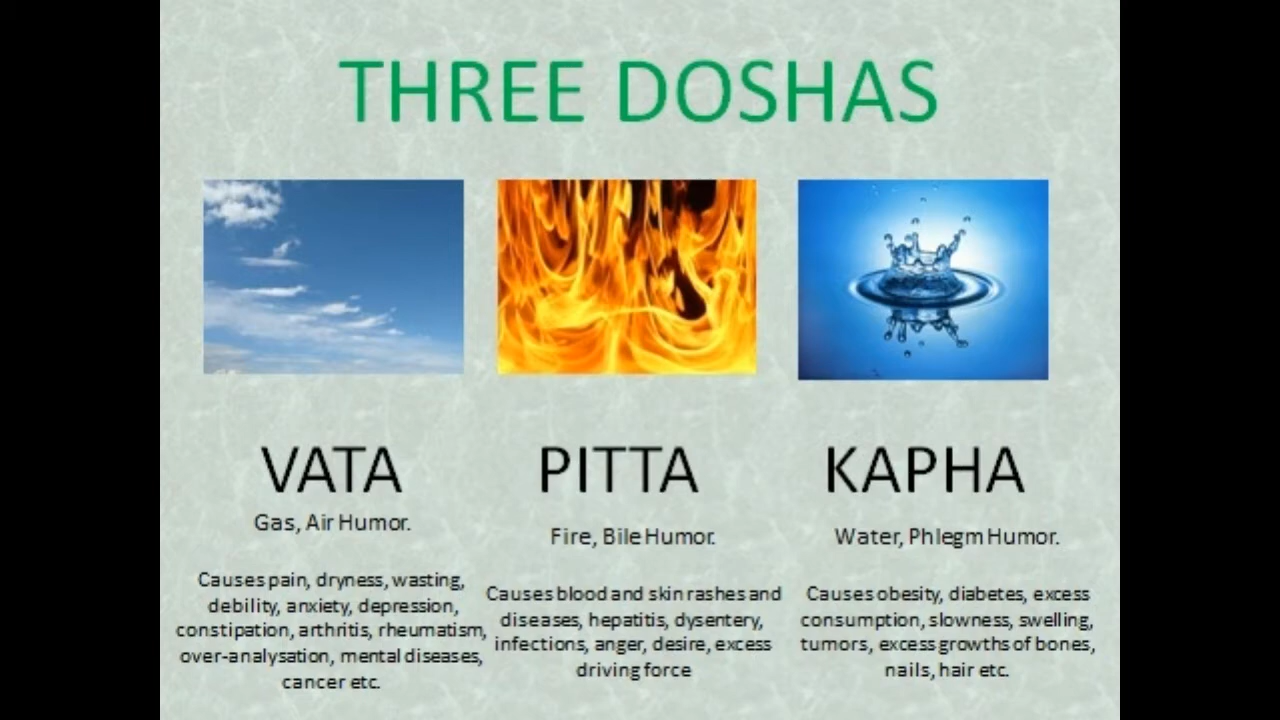 THREE DOSHAS
VATA
Gas, Air Humor.
Causes pain, dryness, wasting,
debility, anxiety, depression,
constipation, arthritis, rheumatism,
over-analysation, mental diseases,
cancer etc.
PITTA
Fire, Bile Humor.
Causes blood and skin rashes and
diseases, hepatitis, dysentery,
infections, anger, desire, excess
driving force
KAPHA
Water, Phlegm Humor.
Causes obesity, diabetes, excess
consumption, slowness, swelling,
tumors, excess growths of bones,
nails, hair etc.